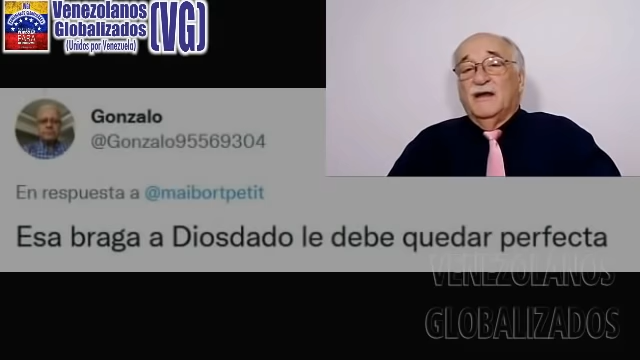 Venezolanos
Globalizados
(Unidos por Venezuela)
(VG)
Gonzalo
@Gonzalo95569304
En respuesta a @maibortpetit
Esa braga a Diosdado le debe quedar perfecta
VENEZOLANOS
GLOBALIZADOS